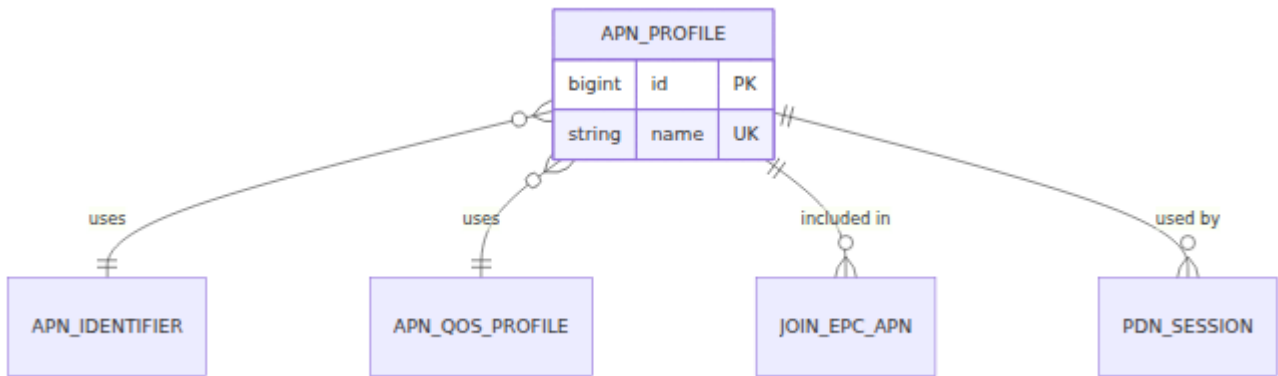 APN_PROFILE
bigint id PK
string name UK
uses uses included in used by
APN_IDENTIFIER APN_QOS_PROFILE JOIN_EPC_APN PDN_SESSION